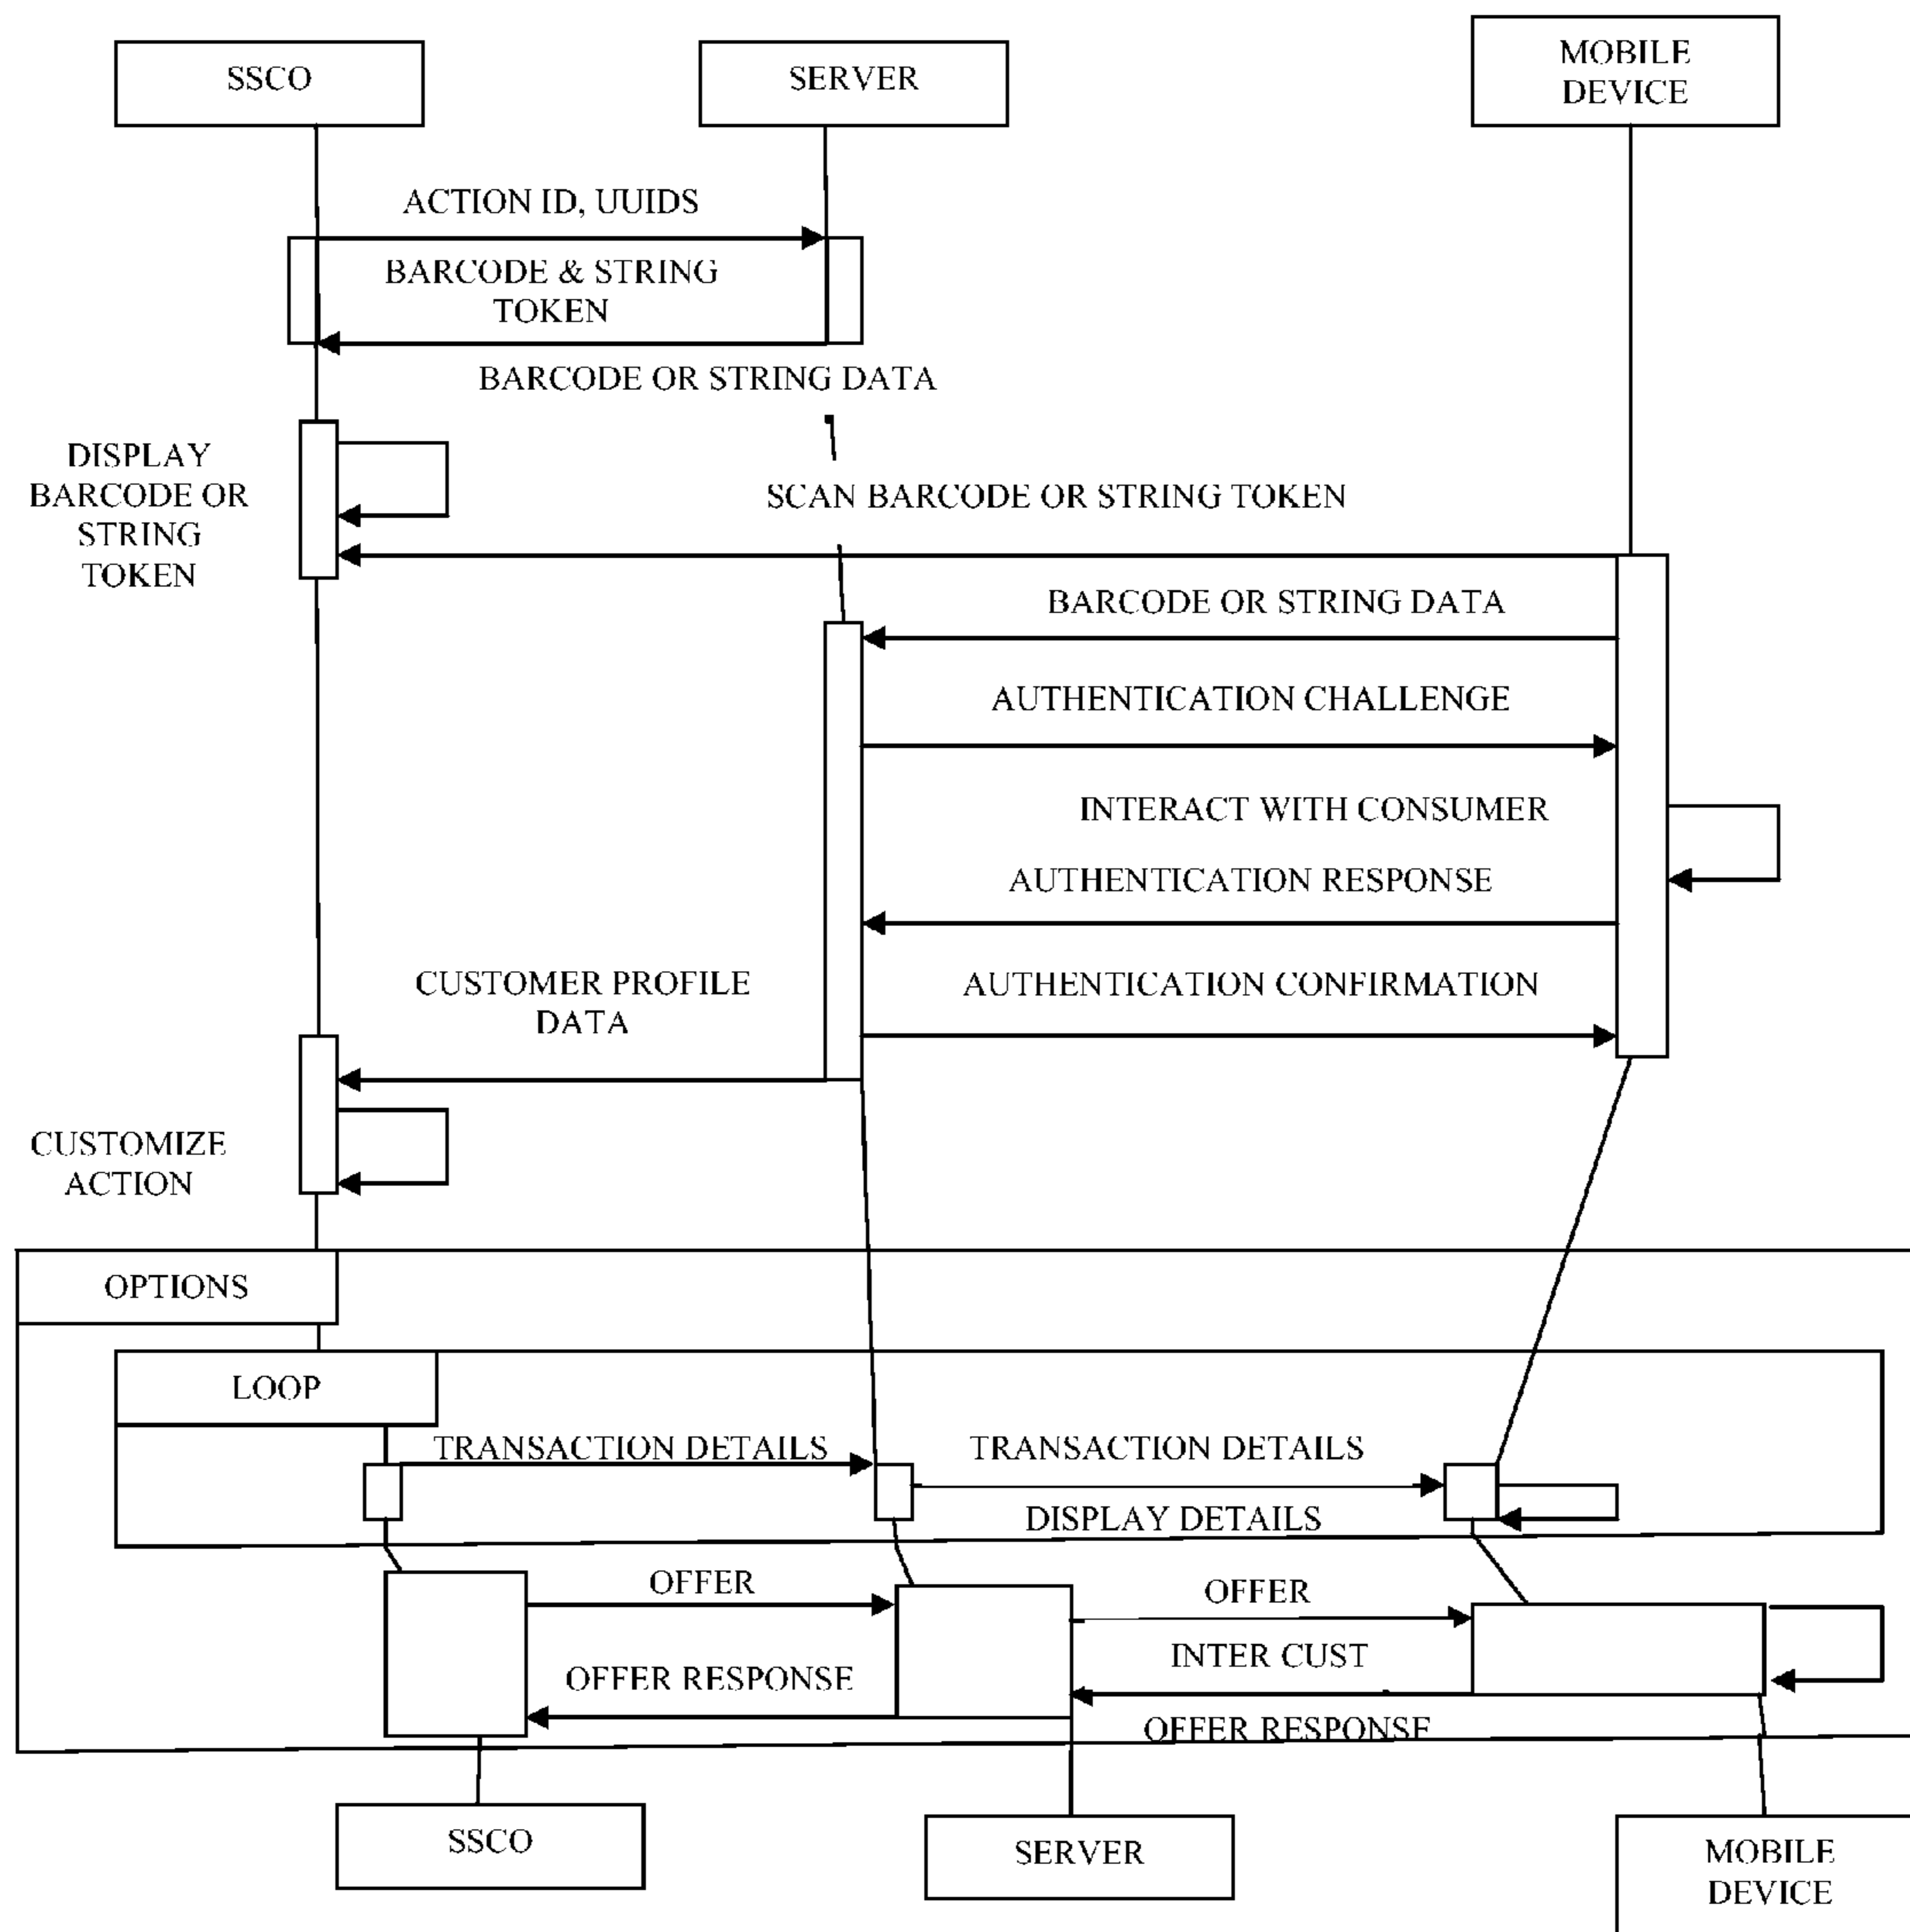 SSCO
SERVER
MOBILE
DEVICE
ACTION ID, UUIDS
BARCODE & STRING
TOKEN
BARCODE OR STRING DATA
DISPLAY
BARCODE OR
STRING
TOKEN
SCAN BARCODE OR STRING TOKEN
BARCODE OR STRING DATA
AUTHENTICATION CHALLENGE
INTERACT WITH CONSUMER
AUTHENTICATION RESPONSE
CUSTOMER PROFILE
DATA
AUTHENTICATION CONFIRMATION
CUSTOMIZE
ACTION
OPTIONS
LOOP
TRANSACTION DETAILS
TRANSACTION DETAILS
DISPLAY DETAILS
OFFER
OFFER
INTER CUST
OFFER RESPONSE
OFFER RESPONSE
SSCO
SERVER
MOBILE
DEVICE